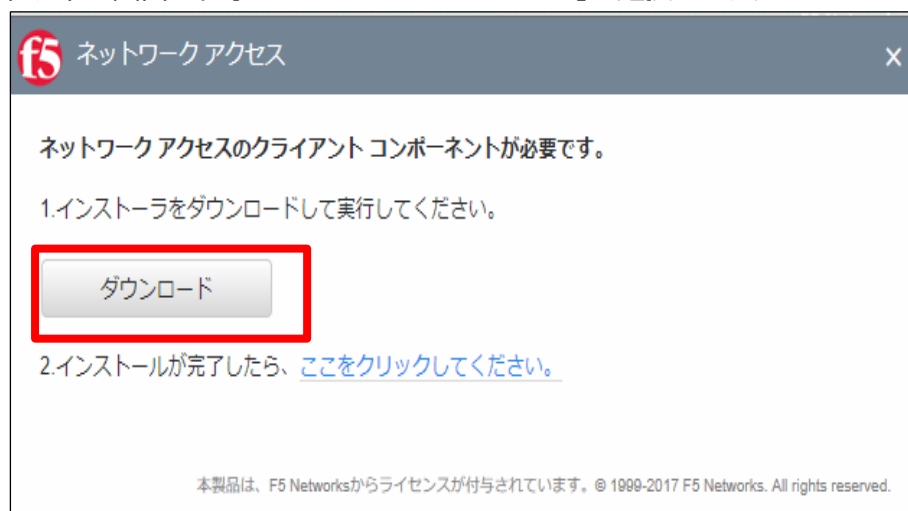 f5 ネットワーク アクセス
×
ネットワーク アクセスのクライアント コンポーネントが必要です。
1.インストーラをダウンロードして実行してください。
ダウンロード
2.インストールが完了したら、ここをクリックしてください。
本製品は、F5 Networksからライセンスが付与されています。© 1999-2017 F5 Networks. All rights reserved.